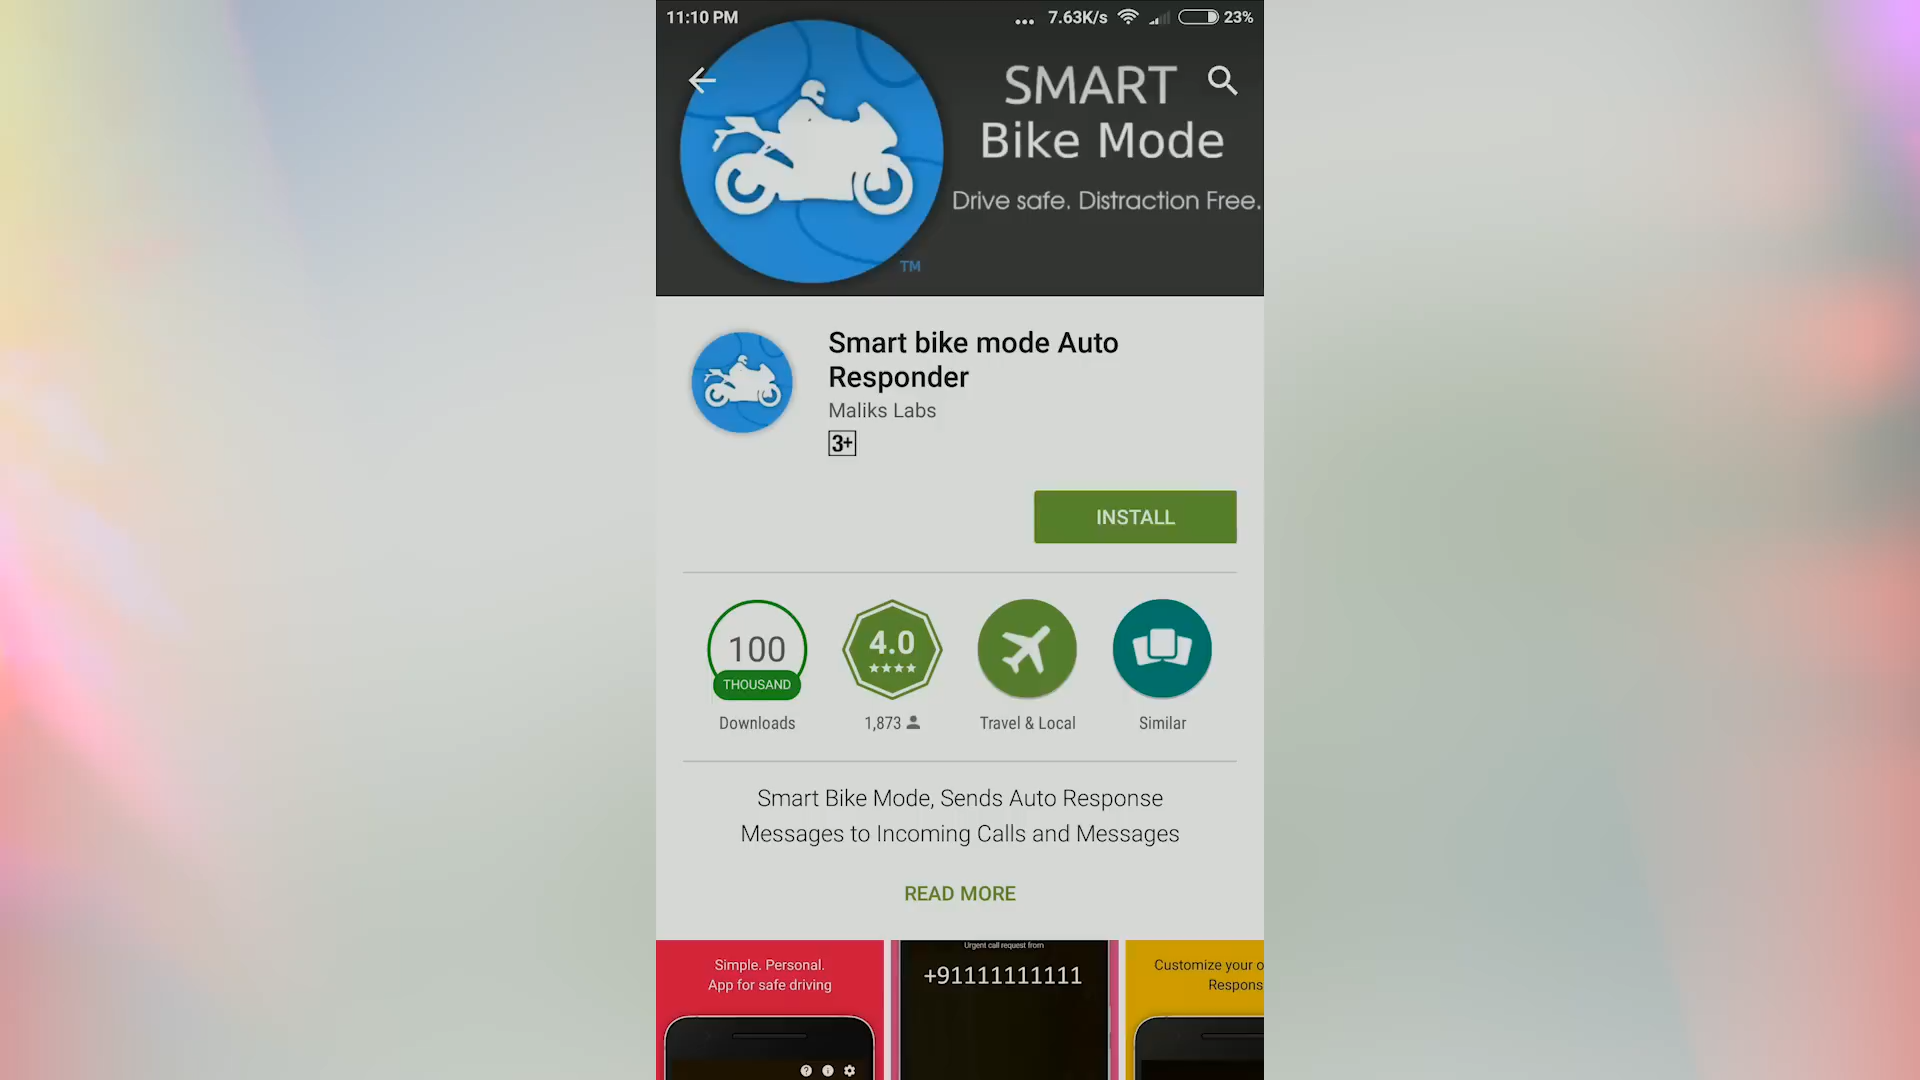 11:10 PM
... 7.63K/s 23%
SMART
Bike Mode
Drive safe. Distraction Free.
TM
Smart bike mode Auto
Responder
Maliks Labs
3+
INSTALL
100
THOUSAND
Downloads
4.0
1,873
Travel & Local
Similar
Smart Bike Mode, Sends Auto Response
Messages to Incoming Calls and Messages
READ MORE
Simple. Personal.
App for safe driving
Urgent call request from
+91111111111
Customize your o
Respons